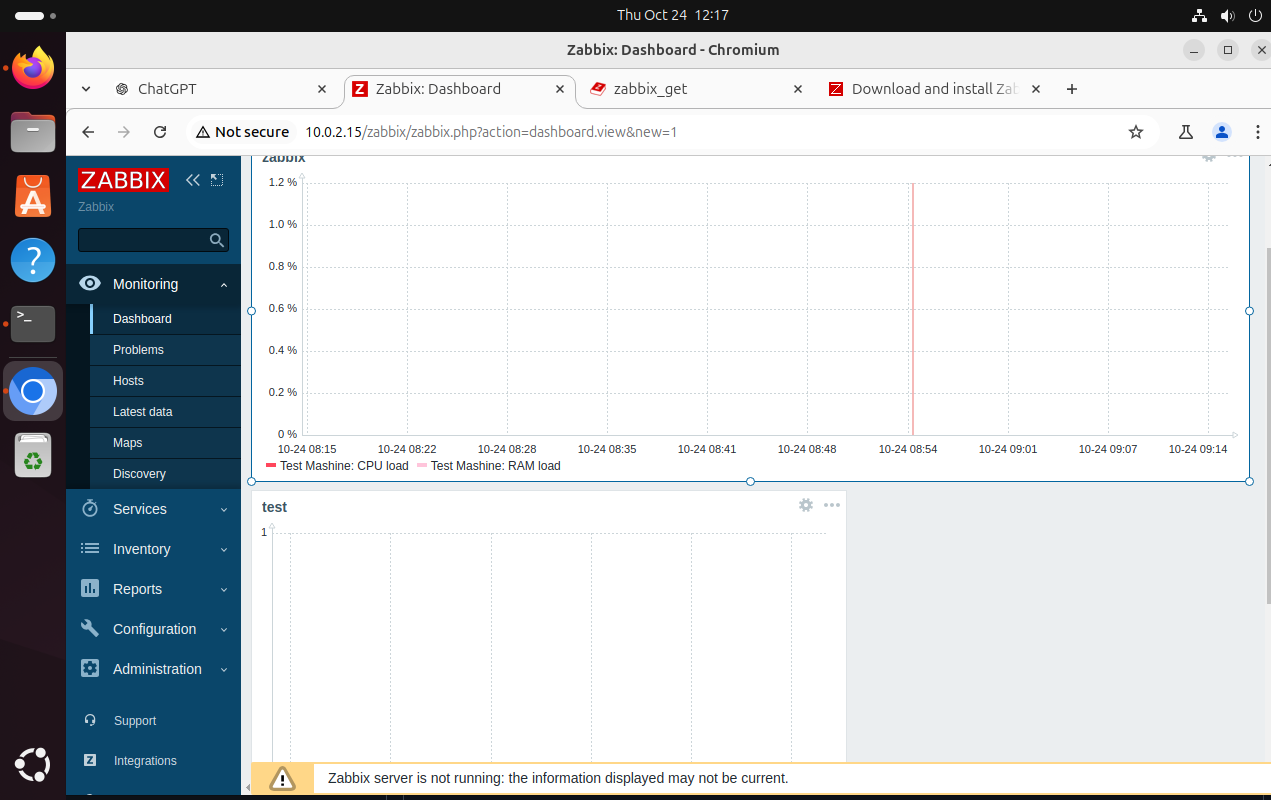 Thu Oct 24 12:17
Zabbix: Dashboard - Chromium
ChatGPT
Zabbix: Dashboard
zabbix_get
Download and install Zab
Not secure
10.0.2.15/zabbix/zabbix.php?action=dashboard.view&new=1
ZABBIX
Zabbix
Monitoring
Dashboard
Problems
Hosts
Latest data
Maps
Discovery
Services
Inventory
Reports
Configuration
Administration
Support
Integrations
zabbix
1.2 %
1.0 %
0.8 %
0.6 %
0.4 %
0.2 %
0 %
10-24 08:15 10-24 08:22 10-24 08:28 10-24 08:35 10-24 08:41 10-24 08:48 10-24 08:54 10-24 09:01 10-24 09:07 10-24 09:14
Test Mashine: CPU load Test Mashine: RAM load
test
1
Zabbix server is not running: the information displayed may not be current.